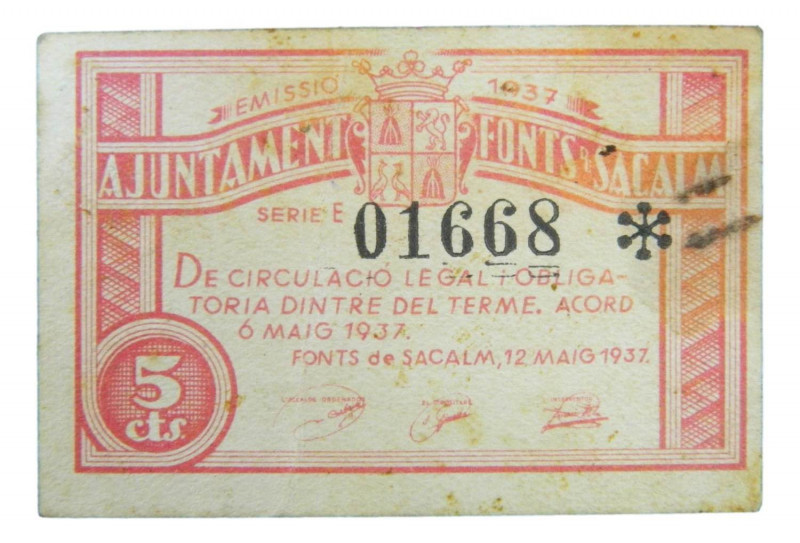 EMISSIÓ 1937
AJUNTAMENT FONTS D SACALM
SERIE E 01668 *
DE CIRCULACIÓ LEGAL I OBLIGA-
TORIA DINTRE DEL TERME. ACORD
6 MAIG 1937.
FONTS de SACALM, 12 MAIG 1937.
5
cts.